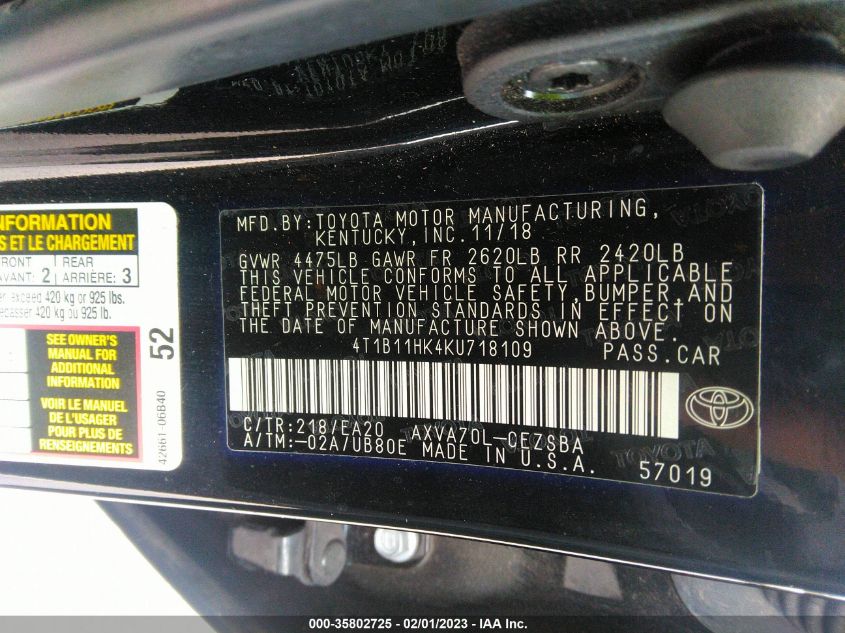 INFORMATION
S ET LE CHARGEMENT
FRONT
AVANT: 2
REAR
ARRIÈRE: 3
exceed 420 kg or 925 lbs.
420 kg ou 925 lb.
SEE OWNER'S
MANUAL FOR
ADDITIONAL
INFORMATION
VOIR LE MANUEL
DE L'USAGER
POUR PLUS DE
RENSEIGNEMENTS
52
42661-06B40
MFD.BY:TOYOTA MOTOR MANUFACTURING,
KENTUCKY,INC.11/18
GVWR 4475LB GAWR FR 2620LB RR 2420LB
THIS VEHICLE CONFORMS TO ALL APPLICABLE
FEDERAL MOTOR VEHICLE SAFETY,BUMPER,AND
THEFT PREVENTION STANDARDS IN EFFECT ON
THE DATE OF MANUFACTURE SHOWN ABOVE.
4T1B11HK4KU718109 PASS.CAR
C/TR:218/EA20 AXVA70L-CEZSBA
A/TM:-02A/UB80E MADE IN U.S.A.
57019
000-35802725 - 02/01/2023 - IAA Inc.